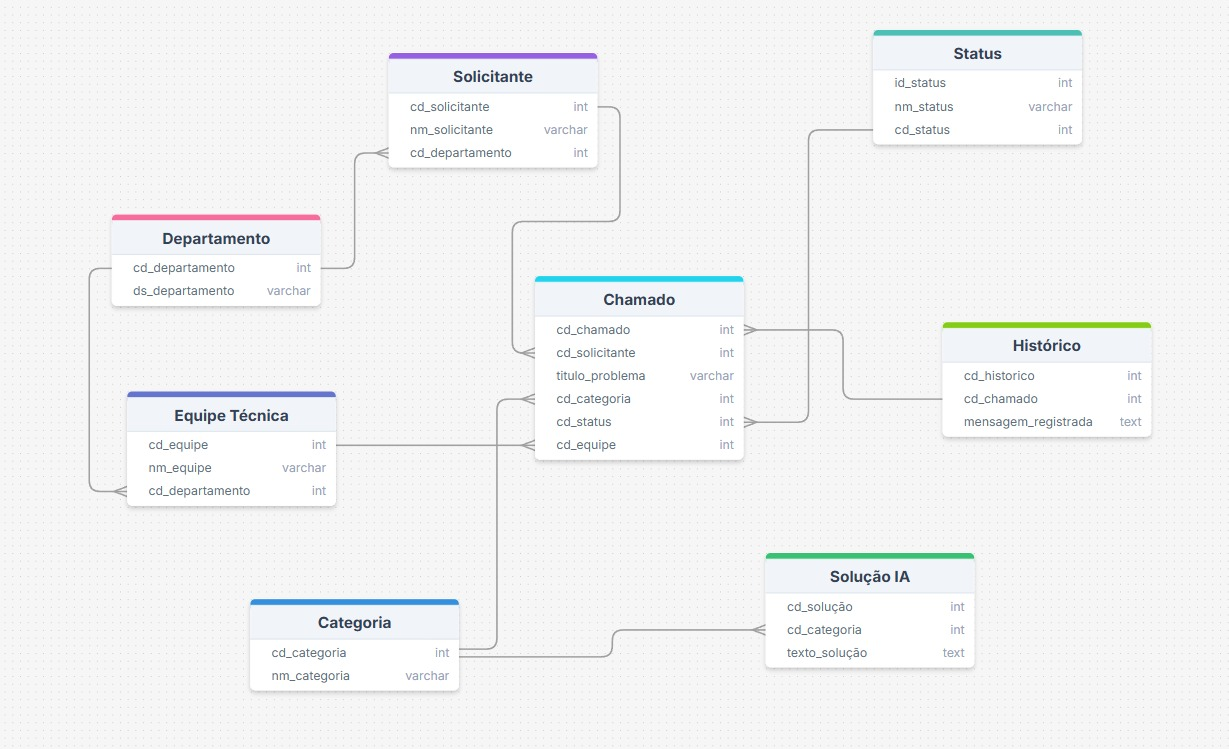 Status
id_status int
nm_status varchar
cd_status int
Solicitante
cd_solicitante int
nm_solicitante varchar
cd_departamento int
Departamento
cd_departamento int
ds_departamento varchar
Chamado
cd_chamado int
cd_solicitante int
titulo_problema varchar
cd_categoria int
cd_status int
cd_equipe int
Histórico
cd_historico int
cd_chamado int
mensagem_registrada text
Equipe Técnica
cd_equipe int
nm_equipe varchar
cd_departamento int
Solução IA
cd_solução int
cd_categoria int
texto_solução text
Categoria
cd_categoria int
nm_categoria varchar